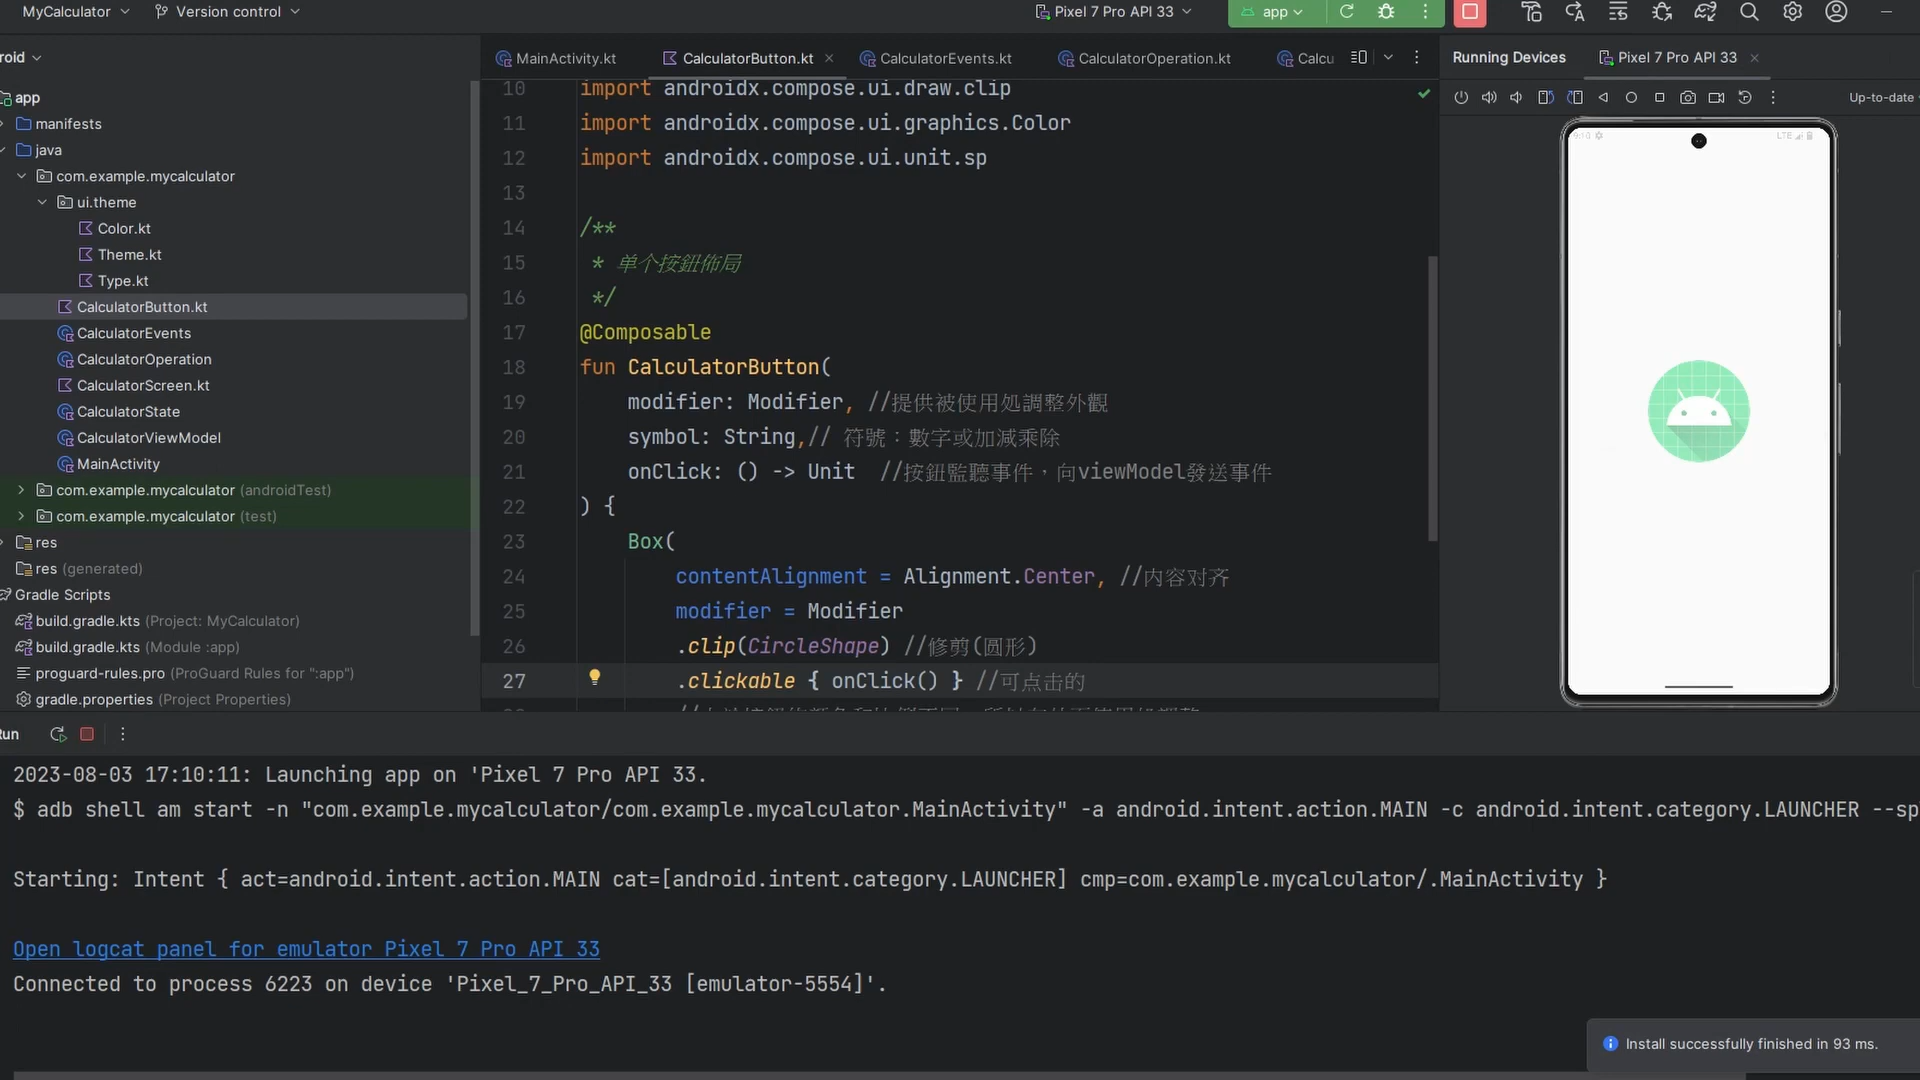 MyCalculator
Version control
Pixel 7 Pro API 33
app
roid
MainActivity.kt
CalculatorButton.kt
CalculatorEvents.kt
CalculatorOperation.kt
Calcu
Running Devices
Pixel 7 Pro API 33
Up-to-date
app
manifests
java
com.example.mycalculator
ui.theme
Color.kt
Theme.kt
Type.kt
CalculatorButton.kt
CalculatorEvents
CalculatorOperation
CalculatorScreen.kt
CalculatorState
CalculatorViewModel
MainActivity
com.example.mycalculator (androidTest)
com.example.mycalculator (test)
res
res (generated)
Gradle Scripts
build.gradle.kts (Project: MyCalculator)
build.gradle.kts (Module :app)
proguard-rules.pro (ProGuard Rules for ":app")
gradle.properties (Project Properties)
10 import androidx.compose.ui.draw.clip
11 import androidx.compose.ui.graphics.Color
12 import androidx.compose.ui.unit.sp
13
14 /**
15 * 单个按鈕佈局
16 */
17 @Composable
18 fun CalculatorButton(
19 modifier: Modifier, //提供被使用処調整外觀
20 symbol: String,// 符號：數字或加減乘除
21 onClick: () -> Unit //按鈕監聽事件，向viewModel發送事件
22 ) {
23 Box(
24 contentAlignment = Alignment.Center, //内容对齐
25 modifier = Modifier
26 .clip(CircleShape) //修剪(圆形)
27 .clickable { onClick() } //可点击的
9:10
LTE
un
2023-08-03 17:10:11: Launching app on 'Pixel 7 Pro API 33.
$ adb shell am start -n "com.example.mycalculator/com.example.mycalculator.MainActivity" -a android.intent.action.MAIN -c android.intent.category.LAUNCHER --sp
Starting: Intent { act=android.intent.action.MAIN cat=[android.intent.category.LAUNCHER] cmp=com.example.mycalculator/.MainActivity }
Open logcat panel for emulator Pixel 7 Pro API 33
Connected to process 6223 on device 'Pixel_7_Pro_API_33 [emulator-5554]'.
Install successfully finished in 93 ms.